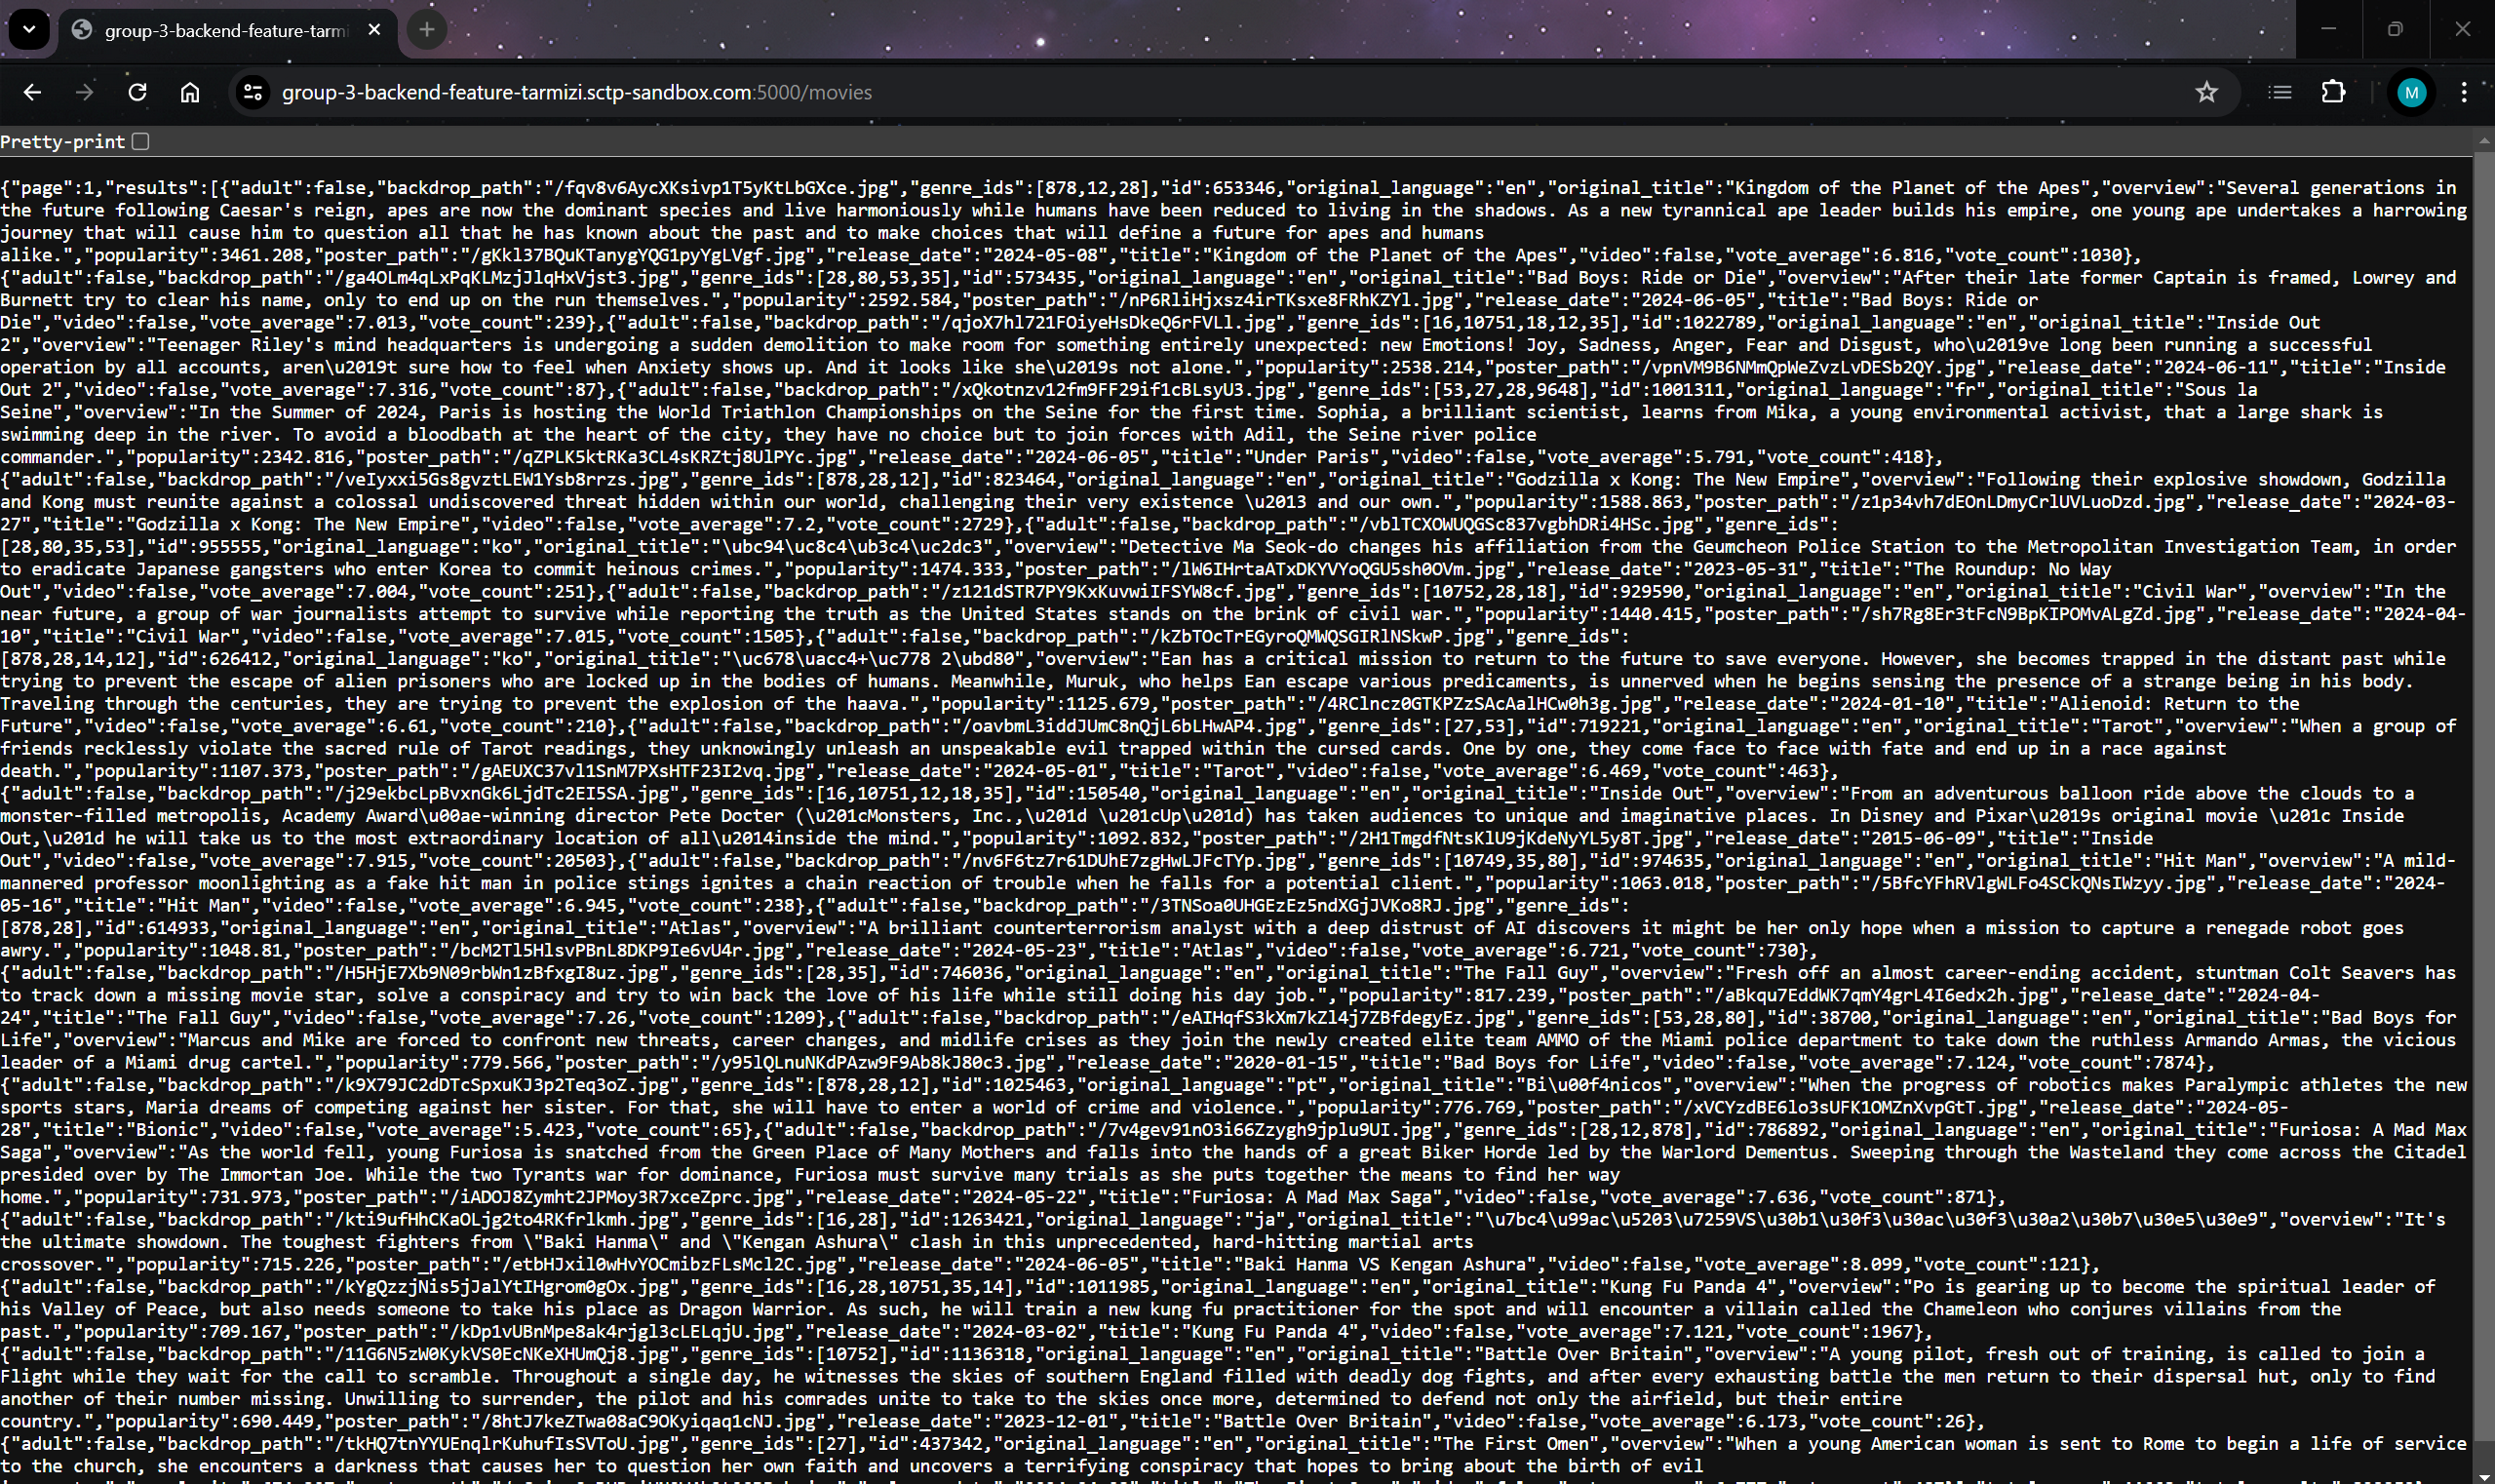 group-3-backend-feature-tarmi
group-3-backend-feature-tarmizi.sctp-sandbox.com:5000/movies
M
Pretty-print
{"page":1,"results":[{"adult":false,"backdrop_path":"/fqv8v6AycXKsivp1T5yKtLbGXce.jpg","genre_ids":[878,12,28],"id":653346,"original_language":"en","original_title":"Kingdom of the Planet of the Apes","overview":"Several generations in
the future following Caesar's reign, apes are now the dominant species and live harmoniously while humans have been reduced to living in the shadows. As a new tyrannical ape leader builds his empire, one young ape undertakes a harrowing
journey that will cause him to question all that he has known about the past and to make choices that will define a future for apes and humans
alike.","popularity":3461.208,"poster_path":"/gKkl37BQuKTanygYQG1pyYgLVgf.jpg","release_date":"2024-05-08","title":"Kingdom of the Planet of the Apes","video":false,"vote_average":6.816,"vote_count":1030},
{"adult":false,"backdrop_path":"/ga4OLm4qLxPqKLMzjJlqHxVjst3.jpg","genre_ids":[28,80,53,35],"id":573435,"original_language":"en","original_title":"Bad Boys: Ride or Die","overview":"After their late former Captain is framed, Lowrey and
Burnett try to clear his name, only to end up on the run themselves.","popularity":2592.584,"poster_path":"/nP6RliHjxsz4irTKsxe8FRhKZYl.jpg","release_date":"2024-06-05","title":"Bad Boys: Ride or
Die","video":false,"vote_average":7.013,"vote_count":239},{"adult":false,"backdrop_path":"/qjoX7hl721FOiyeHsDkeQ6rFVLl.jpg","genre_ids":[16,10751,18,12,35],"id":1022789,"original_language":"en","original_title":"Inside Out
2","overview":"Teenager Riley's mind headquarters is undergoing a sudden demolition to make room for something entirely unexpected: new Emotions! Joy, Sadness, Anger, Fear and Disgust, who\u2019ve long been running a successful
operation by all accounts, aren\u2019t sure how to feel when Anxiety shows up. And it looks like she\u2019s not alone.","popularity":2538.214,"poster_path":"/vpnVM9B6NMmQpWeZvzLvDESb2QY.jpg","release_date":"2024-06-11","title":"Inside
Out 2","video":false,"vote_average":7.316,"vote_count":87},{"adult":false,"backdrop_path":"/xQkotnzv12fm9FF29if1cBLsyU3.jpg","genre_ids":[53,27,28,9648],"id":1001311,"original_language":"fr","original_title":"Sous la
Seine","overview":"In the Summer of 2024, Paris is hosting the World Triathlon Championships on the Seine for the first time. Sophia, a brilliant scientist, learns from Mika, a young environmental activist, that a large shark is
swimming deep in the river. To avoid a bloodbath at the heart of the city, they have no choice but to join forces with Adil, the Seine river police
commander.","popularity":2342.816,"poster_path":"/qZPLK5ktRKa3CL4sKRZtj8UlPYc.jpg","release_date":"2024-06-05","title":"Under Paris","video":false,"vote_average":5.791,"vote_count":418},
{"adult":false,"backdrop_path":"/veIyxxi5Gs8gvztLEW1Ysb8rrzs.jpg","genre_ids":[878,28,12],"id":823464,"original_language":"en","original_title":"Godzilla x Kong: The New Empire","overview":"Following their explosive showdown, Godzilla
and Kong must reunite against a colossal undiscovered threat hidden within our world, challenging their very existence \u2013 and our own.","popularity":1588.863,"poster_path":"/z1p34vh7dEOnLDmyCrlUVLuoDzd.jpg","release_date":"2024-03-
27","title":"Godzilla x Kong: The New Empire","video":false,"vote_average":7.2,"vote_count":2729},{"adult":false,"backdrop_path":"/vblTCXOWUQGSc837vgbhDRi4HSc.jpg","genre_ids":
[28,80,35,53],"id":955555,"original_language":"ko","original_title":"\ubc94\uc8c4\ub3c4\uc2dc3","overview":"Detective Ma Seok-do changes his affiliation from the Geumcheon Police Station to the Metropolitan Investigation Team, in order
to eradicate Japanese gangsters who enter Korea to commit heinous crimes.","popularity":1474.333,"poster_path":"/lW6IHrtaATxDKYVYoQGU5sh0OVm.jpg","release_date":"2023-05-31","title":"The Roundup: No Way
Out","video":false,"vote_average":7.004,"vote_count":251},{"adult":false,"backdrop_path":"/z121dSTR7PY9KxKuvwiIFSYW8cf.jpg","genre_ids":[10752,28,18],"id":929590,"original_language":"en","original_title":"Civil War","overview":"In the
near future, a group of war journalists attempt to survive while reporting the truth as the United States stands on the brink of civil war.","popularity":1440.415,"poster_path":"/sh7Rg8Er3tFcN9BpKIPOMvALgZd.jpg","release_date":"2024-04-
10","title":"Civil War","video":false,"vote_average":7.015,"vote_count":1505},{"adult":false,"backdrop_path":"/kZbTOcTrEGyroQMWQSGIRlNSkwP.jpg","genre_ids":
[878,28,14,12],"id":626412,"original_language":"ko","original_title":"\uc678\uacc4+\uc778 2\ubd80","overview":"Ean has a critical mission to return to the future to save everyone. However, she becomes trapped in the distant past while
trying to prevent the escape of alien prisoners who are locked up in the bodies of humans. Meanwhile, Muruk, who helps Ean escape various predicaments, is unnerved when he begins sensing the presence of a strange being in his body.
Traveling through the centuries, they are trying to prevent the explosion of the haava.","popularity":1125.679,"poster_path":"/4RClncz0GTKPZzSAcAalHCw0h3g.jpg","release_date":"2024-01-10","title":"Alienoid: Return to the
Future","video":false,"vote_average":6.61,"vote_count":210},{"adult":false,"backdrop_path":"/oavbmL3iddJUmC8nQjL6bLHwAP4.jpg","genre_ids":[27,53],"id":719221,"original_language":"en","original_title":"Tarot","overview":"When a group of
friends recklessly violate the sacred rule of Tarot readings, they unknowingly unleash an unspeakable evil trapped within the cursed cards. One by one, they come face to face with fate and end up in a race against
death.","popularity":1107.373,"poster_path":"/gAEUXC37vl1SnM7PXsHTF23I2vq.jpg","release_date":"2024-05-01","title":"Tarot","video":false,"vote_average":6.469,"vote_count":463},
{"adult":false,"backdrop_path":"/j29ekbcLpBvxnGk6LjdTc2EI5SA.jpg","genre_ids":[16,10751,12,18,35],"id":150540,"original_language":"en","original_title":"Inside Out","overview":"From an adventurous balloon ride above the clouds to a
monster-filled metropolis, Academy Award\u00ae-winning director Pete Docter (\u201cMonsters, Inc.,\u201d \u201cUp\u201d) has taken audiences to unique and imaginative places. In Disney and Pixar\u2019s original movie \u201c Inside
Out,\u201d he will take us to the most extraordinary location of all\u2014inside the mind.","popularity":1092.832,"poster_path":"/2H1TmgdfNtsKlU9jKdeNyYL5y8T.jpg","release_date":"2015-06-09","title":"Inside
Out","video":false,"vote_average":7.915,"vote_count":20503},{"adult":false,"backdrop_path":"/nv6F6tz7r61DUhE7zgHwLJFcTYp.jpg","genre_ids":[10749,35,80],"id":974635,"original_language":"en","original_title":"Hit Man","overview":"A mild-
mannered professor moonlighting as a fake hit man in police stings ignites a chain reaction of trouble when he falls for a potential client.","popularity":1063.018,"poster_path":"/5BfcYFhRVlgWLFo4SCkQNsIWzyy.jpg","release_date":"2024-
05-16","title":"Hit Man","video":false,"vote_average":6.945,"vote_count":238},{"adult":false,"backdrop_path":"/3TNSoa0UHGEzEz5ndXGjJVKo8RJ.jpg","genre_ids":
[878,28],"id":614933,"original_language":"en","original_title":"Atlas","overview":"A brilliant counterterrorism analyst with a deep distrust of AI discovers it might be her only hope when a mission to capture a renegade robot goes
awry.","popularity":1048.81,"poster_path":"/bcM2Tl5HlsvPBnL8DKP9Ie6vU4r.jpg","release_date":"2024-05-23","title":"Atlas","video":false,"vote_average":6.721,"vote_count":730},
{"adult":false,"backdrop_path":"/H5HjE7Xb9N09rbWn1zBfxgI8uz.jpg","genre_ids":[28,35],"id":746036,"original_language":"en","original_title":"The Fall Guy","overview":"Fresh off an almost career-ending accident, stuntman Colt Seavers has
to track down a missing movie star, solve a conspiracy and try to win back the love of his life while still doing his day job.","popularity":817.239,"poster_path":"/aBkqu7EddWK7qmY4grL4I6edx2h.jpg","release_date":"2024-04-
24","title":"The Fall Guy","video":false,"vote_average":7.26,"vote_count":1209},{"adult":false,"backdrop_path":"/eAIHqfS3kXm7kZl4j7ZBfdegyEz.jpg","genre_ids":[53,28,80],"id":38700,"original_language":"en","original_title":"Bad Boys for
Life","overview":"Marcus and Mike are forced to confront new threats, career changes, and midlife crises as they join the newly created elite team AMMO of the Miami police department to take down the ruthless Armando Armas, the vicious
leader of a Miami drug cartel.","popularity":779.566,"poster_path":"/y95lQLnuNKdPAzw9F9Ab8kJ80c3.jpg","release_date":"2020-01-15","title":"Bad Boys for Life","video":false,"vote_average":7.124,"vote_count":7874},
{"adult":false,"backdrop_path":"/k9X79JC2dDTcSpxuKJ3p2Teq3oZ.jpg","genre_ids":[878,28,12],"id":1025463,"original_language":"pt","original_title":"Bi\u00f4nicos","overview":"When the progress of robotics makes Paralympic athletes the new
sports stars, Maria dreams of competing against her sister. For that, she will have to enter a world of crime and violence.","popularity":776.769,"poster_path":"/xVCYzdBE6lo3sUFK1OMZnXvpGtT.jpg","release_date":"2024-05-
28","title":"Bionic","video":false,"vote_average":5.423,"vote_count":65},{"adult":false,"backdrop_path":"/7v4gev91nO3i66Zzygh9jplu9UI.jpg","genre_ids":[28,12,878],"id":786892,"original_language":"en","original_title":"Furiosa: A Mad Max
Saga","overview":"As the world fell, young Furiosa is snatched from the Green Place of Many Mothers and falls into the hands of a great Biker Horde led by the Warlord Dementus. Sweeping through the Wasteland they come across the Citadel
presided over by The Immortan Joe. While the two Tyrants war for dominance, Furiosa must survive many trials as she puts together the means to find her way
home.","popularity":731.973,"poster_path":"/iADOJ8Zymht2JPMoy3R7xceZprc.jpg","release_date":"2024-05-22","title":"Furiosa: A Mad Max Saga","video":false,"vote_average":7.636,"vote_count":871},
{"adult":false,"backdrop_path":"/kti9ufHhCKaOLjg2to4RKfrlkmh.jpg","genre_ids":[16,28],"id":1263421,"original_language":"ja","original_title":"\u7bc4\u99ac\u5203\u7259VS\u30b1\u30f3\u30ac\u30f3\u30a2\u30b7\u30e5\u30e9","overview":"It's
the ultimate showdown. The toughest fighters from \"Baki Hanma\" and \"Kengan Ashura\" clash in this unprecedented, hard-hitting martial arts
crossover.","popularity":715.226,"poster_path":"/etbHJxil0wHvYOCmibzFLsMcl2C.jpg","release_date":"2024-06-05","title":"Baki Hanma VS Kengan Ashura","video":false,"vote_average":8.099,"vote_count":121},
{"adult":false,"backdrop_path":"/kYgQzzjNis5jJalYtIHgrom0gOx.jpg","genre_ids":[16,28,10751,35,14],"id":1011985,"original_language":"en","original_title":"Kung Fu Panda 4","overview":"Po is gearing up to become the spiritual leader of
his Valley of Peace, but also needs someone to take his place as Dragon Warrior. As such, he will train a new kung fu practitioner for the spot and will encounter a villain called the Chameleon who conjures villains from the
past.","popularity":709.167,"poster_path":"/kDp1vUBnMpe8ak4rjgl3cLELqjU.jpg","release_date":"2024-03-02","title":"Kung Fu Panda 4","video":false,"vote_average":7.121,"vote_count":1967},
{"adult":false,"backdrop_path":"/11G6N5zW0KykVS0EcNKeXHUmQj8.jpg","genre_ids":[10752],"id":1136318,"original_language":"en","original_title":"Battle Over Britain","overview":"A young pilot, fresh out of training, is called to join a
Flight while they wait for the call to scramble. Throughout a single day, he witnesses the skies of southern England filled with deadly dog fights, and after every exhausting battle the men return to their dispersal hut, only to find
another of their number missing. Unwilling to surrender, the pilot and his comrades unite to take to the skies once more, determined to defend not only the airfield, but their entire
country.","popularity":690.449,"poster_path":"/8htJ7keZTwa08aC9OKyiqaq1cNJ.jpg","release_date":"2023-12-01","title":"Battle Over Britain","video":false,"vote_average":6.173,"vote_count":26},
{"adult":false,"backdrop_path":"/tkHQ7tnYYUEnqlrKuhufIsSVToU.jpg","genre_ids":[27],"id":437342,"original_language":"en","original_title":"The First Omen","overview":"When a young American woman is sent to Rome to begin a life of service
to the church, she encounters a darkness that causes her to question her own faith and uncovers a terrifying conspiracy that hopes to bring about the birth of evil